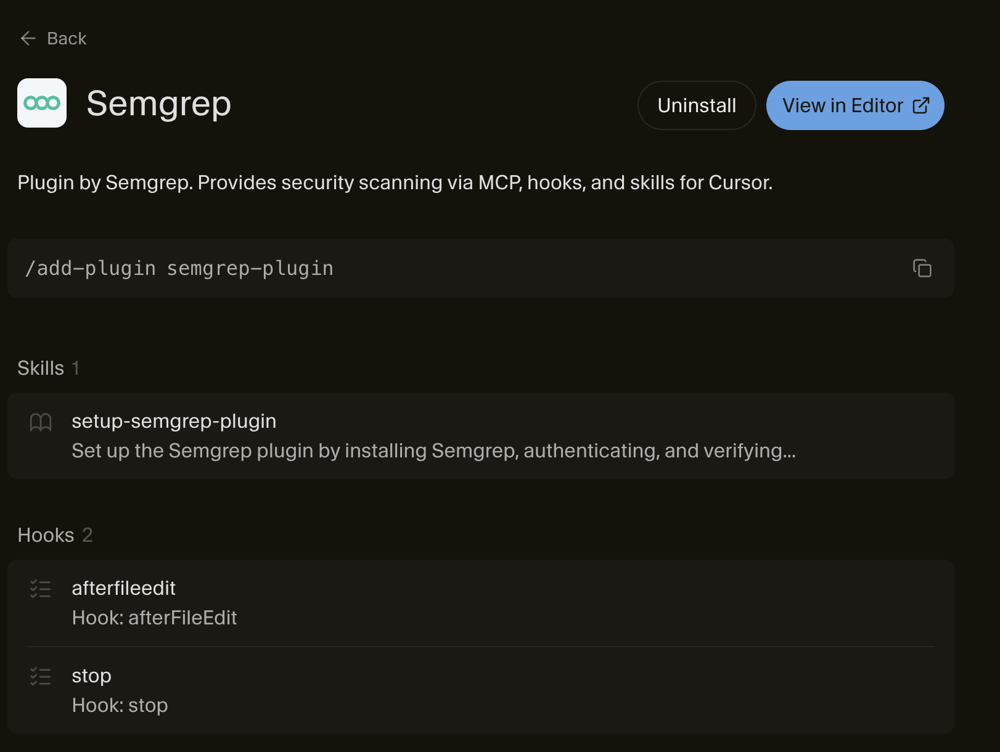 Back
Semgrep
Uninstall
View in Editor
Plugin by Semgrep. Provides security scanning via MCP, hooks, and skills for Cursor.
/add-plugin semgrep-plugin
Skills 1
setup-semgrep-plugin
Set up the Semgrep plugin by installing Semgrep, authenticating, and verifying...
Hooks 2
afterfileedit
Hook: afterFileEdit
stop
Hook: stop